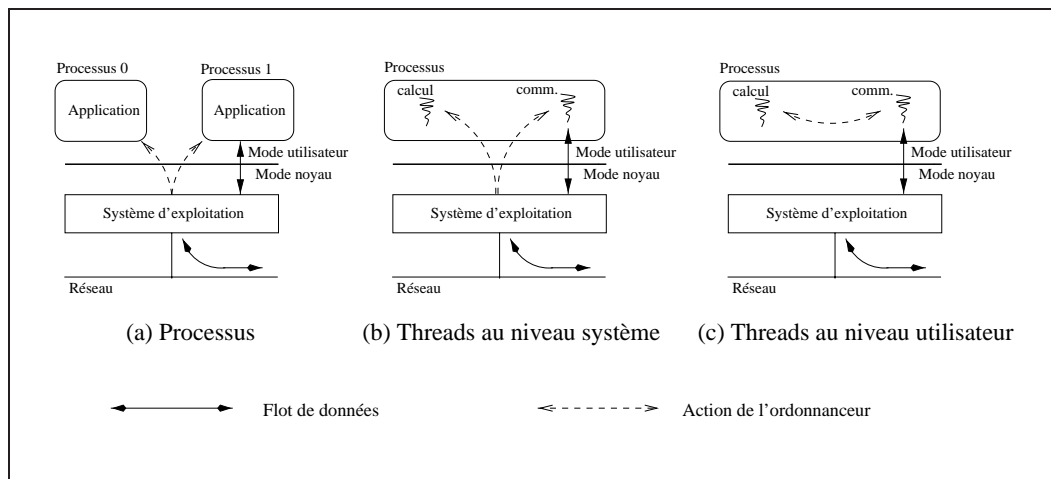 Processus 0
Processus 1
Application
Application
Mode utilisateur
Mode noyau
Système d'exploitation
Réseau
(a) Processus
Processus
calcul
comm.
Mode utilisateur
Mode noyau
Système d'exploitation
Réseau
(b) Threads au niveau système
Processus
calcul
comm.
Mode utilisateur
Mode noyau
Système d'exploitation
Réseau
(c) Threads au niveau utilisateur
Flot de données
Action de l'ordonnanceur